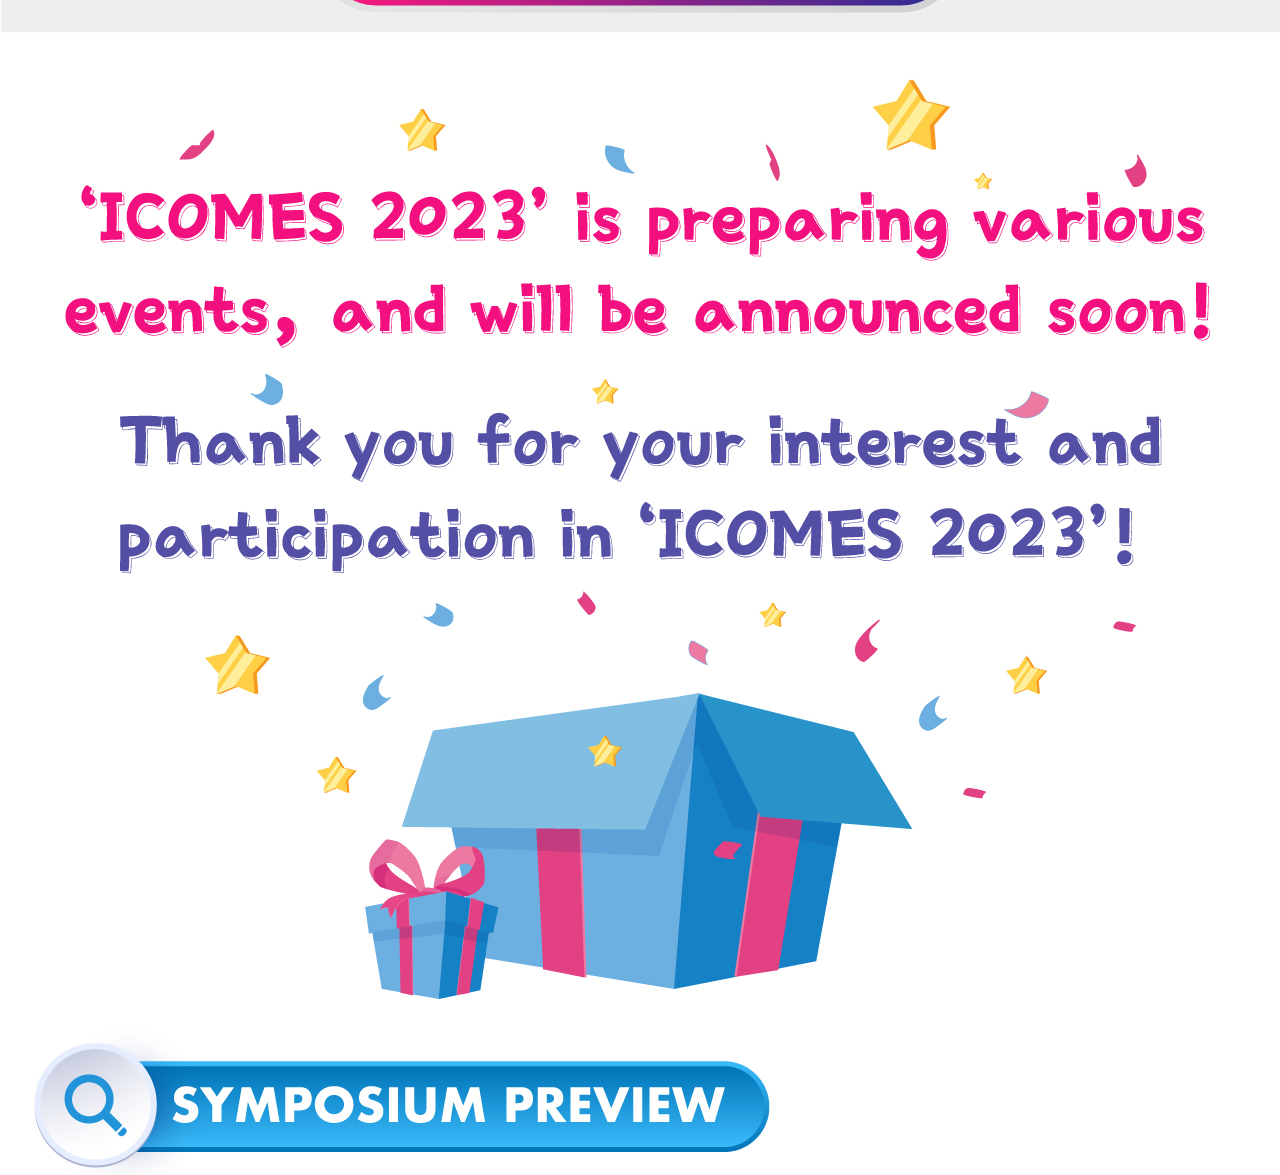 ‘ICOMES 2023’ is preparing various
events, and will be announced soon!
Thank you for your interest and
participation in ‘ICOMES 2023’!
SYMPOSIUM PREVIEW